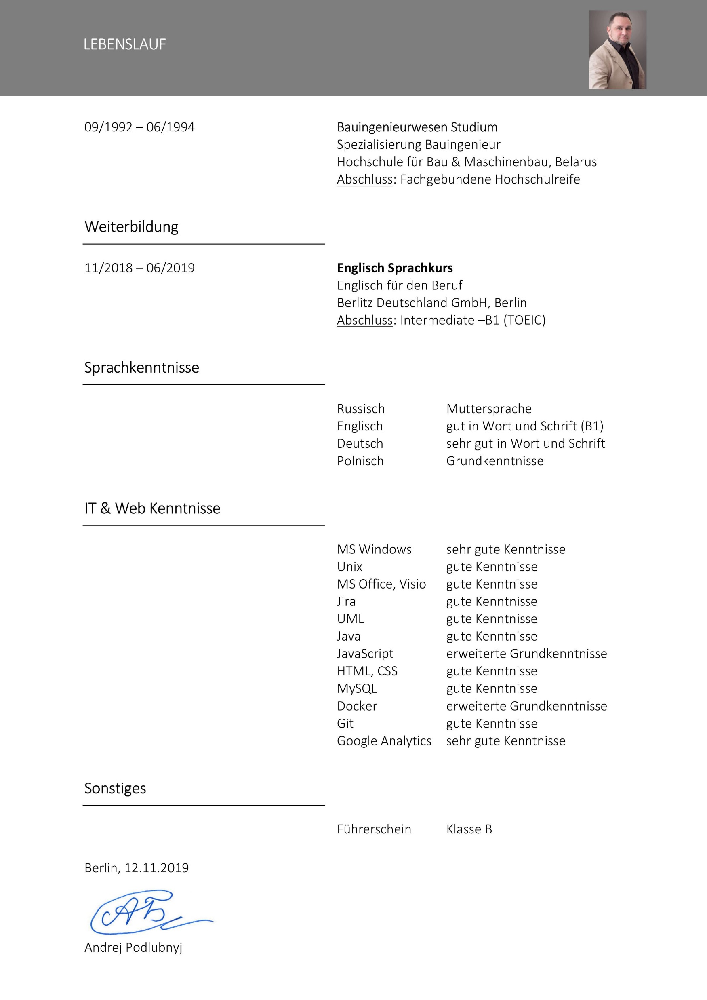 LEBENSLAUF
09/1992 – 06/1994 Bauingenieurwesen Studium
Spezialisierung Bauingenieur
Hochschule für Bau & Maschinenbau, Belarus
Abschluss: Fachgebundene Hochschulreife
Weiterbildung
11/2018 – 06/2019 Englisch Sprachkurs
Englisch für den Beruf
Berlitz Deutschland GmbH, Berlin
Abschluss: Intermediate –B1 (TOEIC)
Sprachkenntnisse
Russisch Muttersprache
Englisch gut in Wort und Schrift (B1)
Deutsch sehr gut in Wort und Schrift
Polnisch Grundkenntnisse
IT & Web Kenntnisse
MS Windows sehr gute Kenntnisse
Unix gute Kenntnisse
MS Office, Visio gute Kenntnisse
Jira gute Kenntnisse
UML gute Kenntnisse
Java gute Kenntnisse
JavaScript erweiterte Grundkenntnisse
HTML, CSS gute Kenntnisse
MySQL gute Kenntnisse
Docker erweiterte Grundkenntnisse
Git gute Kenntnisse
Google Analytics sehr gute Kenntnisse
Sonstiges
Führerschein Klasse B
Berlin, 12.11.2019
Andrej Podlubnyj